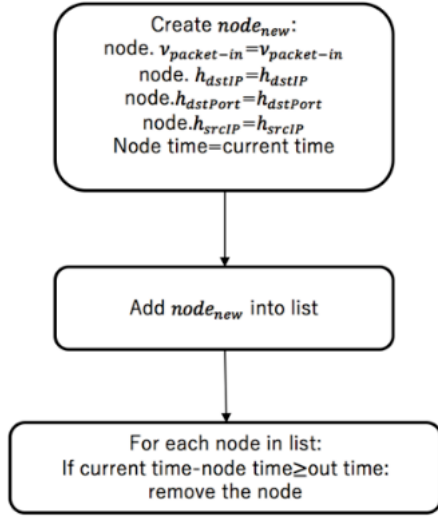 Create node_new:
node. v_packet-in=v_packet-in
node. h_dstIP=h_dstIP
node.h_dstPort=h_dstPort
node.h_srcIP=h_srcIP
Node time=current time
Add node_new into list
For each node in list:
If current time-node time≥out time:
remove the node